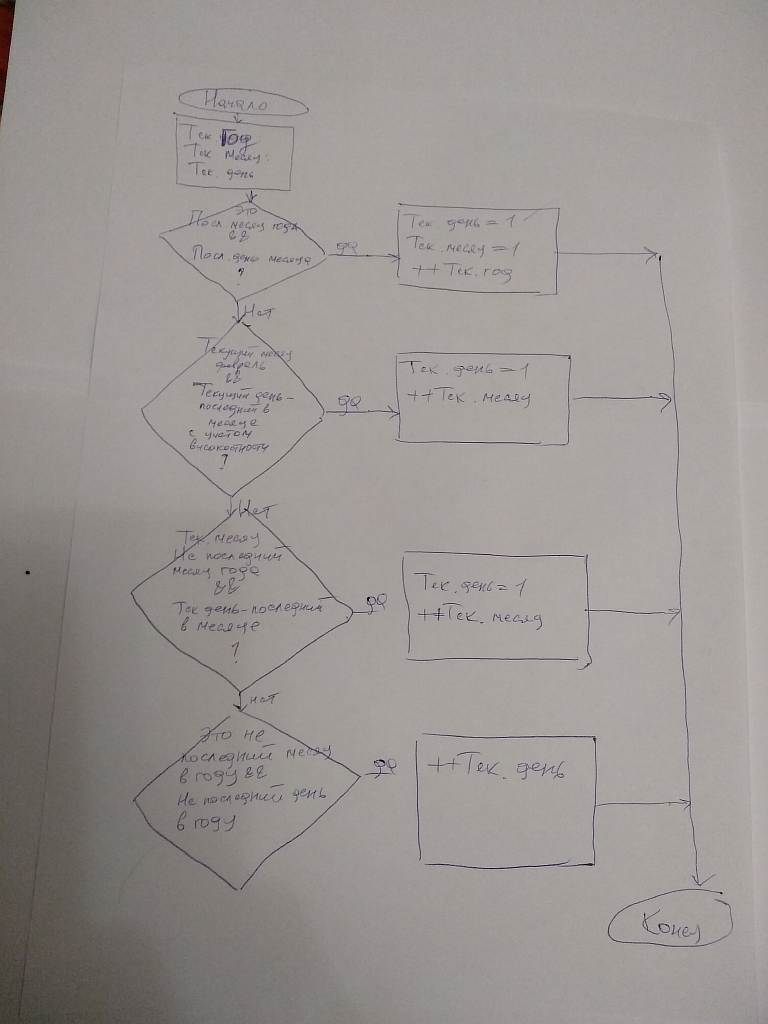 Начало
Тек. Год
Тек месяц.
Тек. день
Это
Посл. месяц года
&&
Посл. день месяца
?
да
Тек день = 1
Тек. месяц = 1
++Тек. год
Нет
Текущий месяц
февраль
&&
Текущий день -
последний в
месяце
с учетом
високостности
?
да
Тек. день = 1
++Тек. месяц
Нет
Тек. месяц
Не последний
месяц года
&&
Тек день - последний
в месяце
?
да
Тек. день = 1
++Тек. месяц
нет
Это не
последний месяц
в году &&
Не последний день
в году
да
++Тек. день
Конец